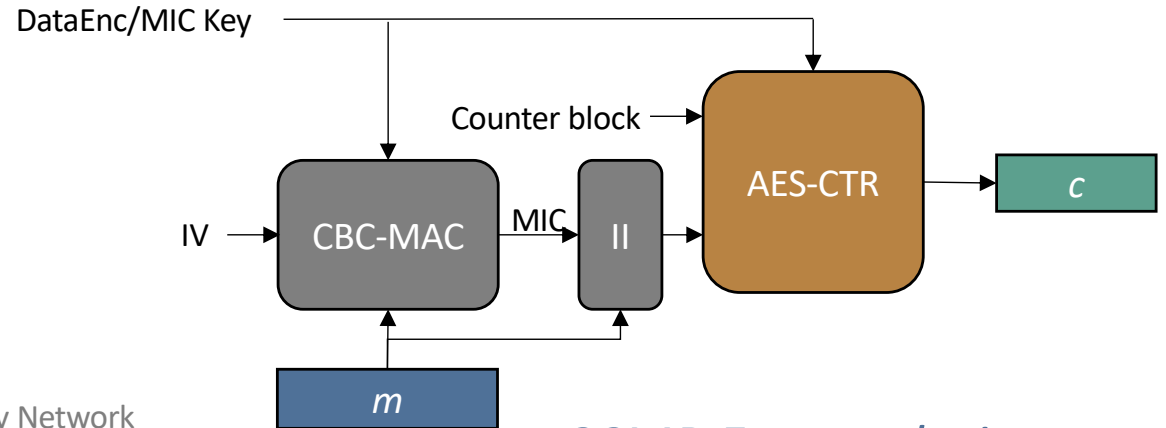 DataEnc/MIC Key
Counter block
AES-CTR
c
IV
CBC-MAC
MIC
II
m
Network